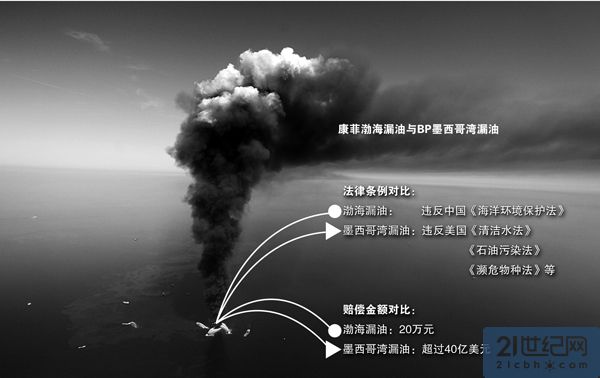 康菲渤海漏油与BP墨西哥湾漏油
法律条例对比：
渤海漏油： 违反中国《海洋环境保护法》
墨西哥湾漏油：违反美国《清洁水法》
《石油污染法》
《濒危物种法》等
赔偿金额对比：
渤海漏油：20万元
墨西哥湾漏油：超过40亿美元
21世纪网
21cbh.com